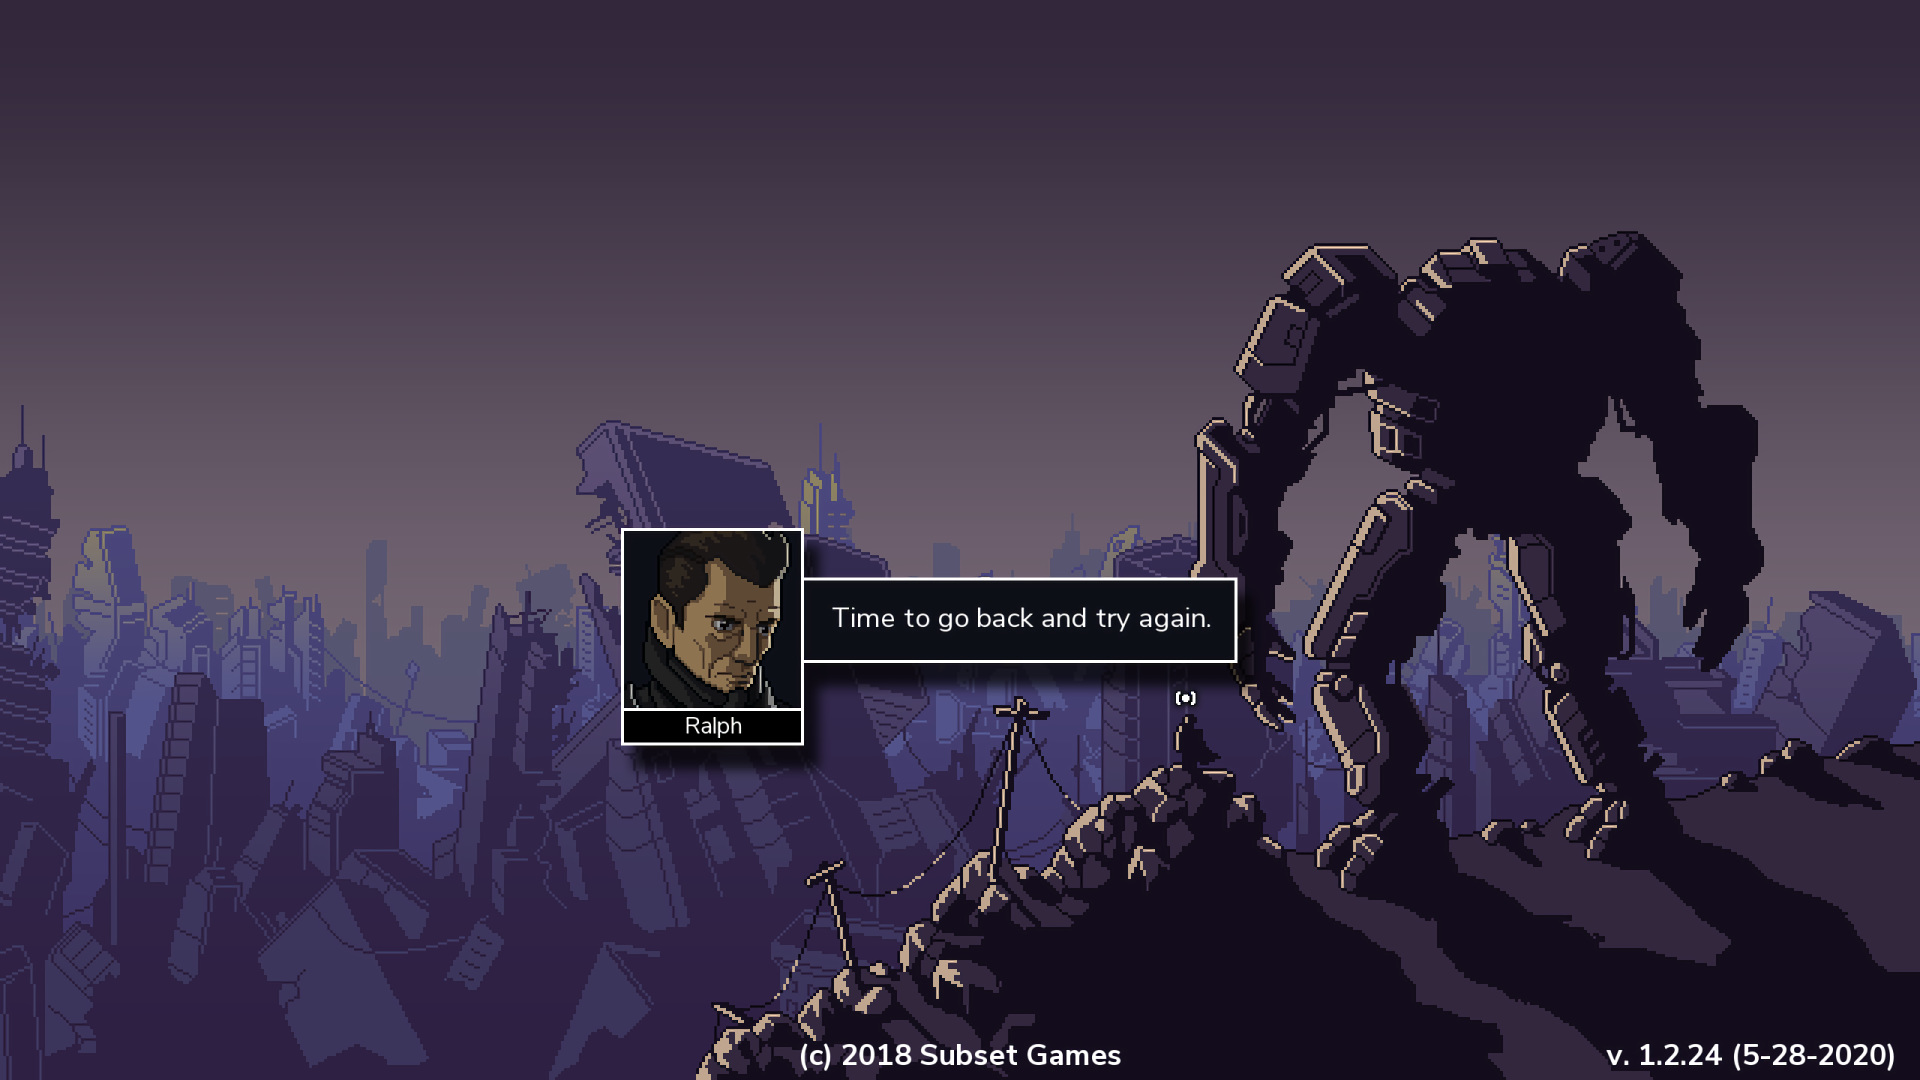 Time to go back and try again.
Ralph
(c) 2018 Subset Games
v. 1.2.24 (5-28-2020)